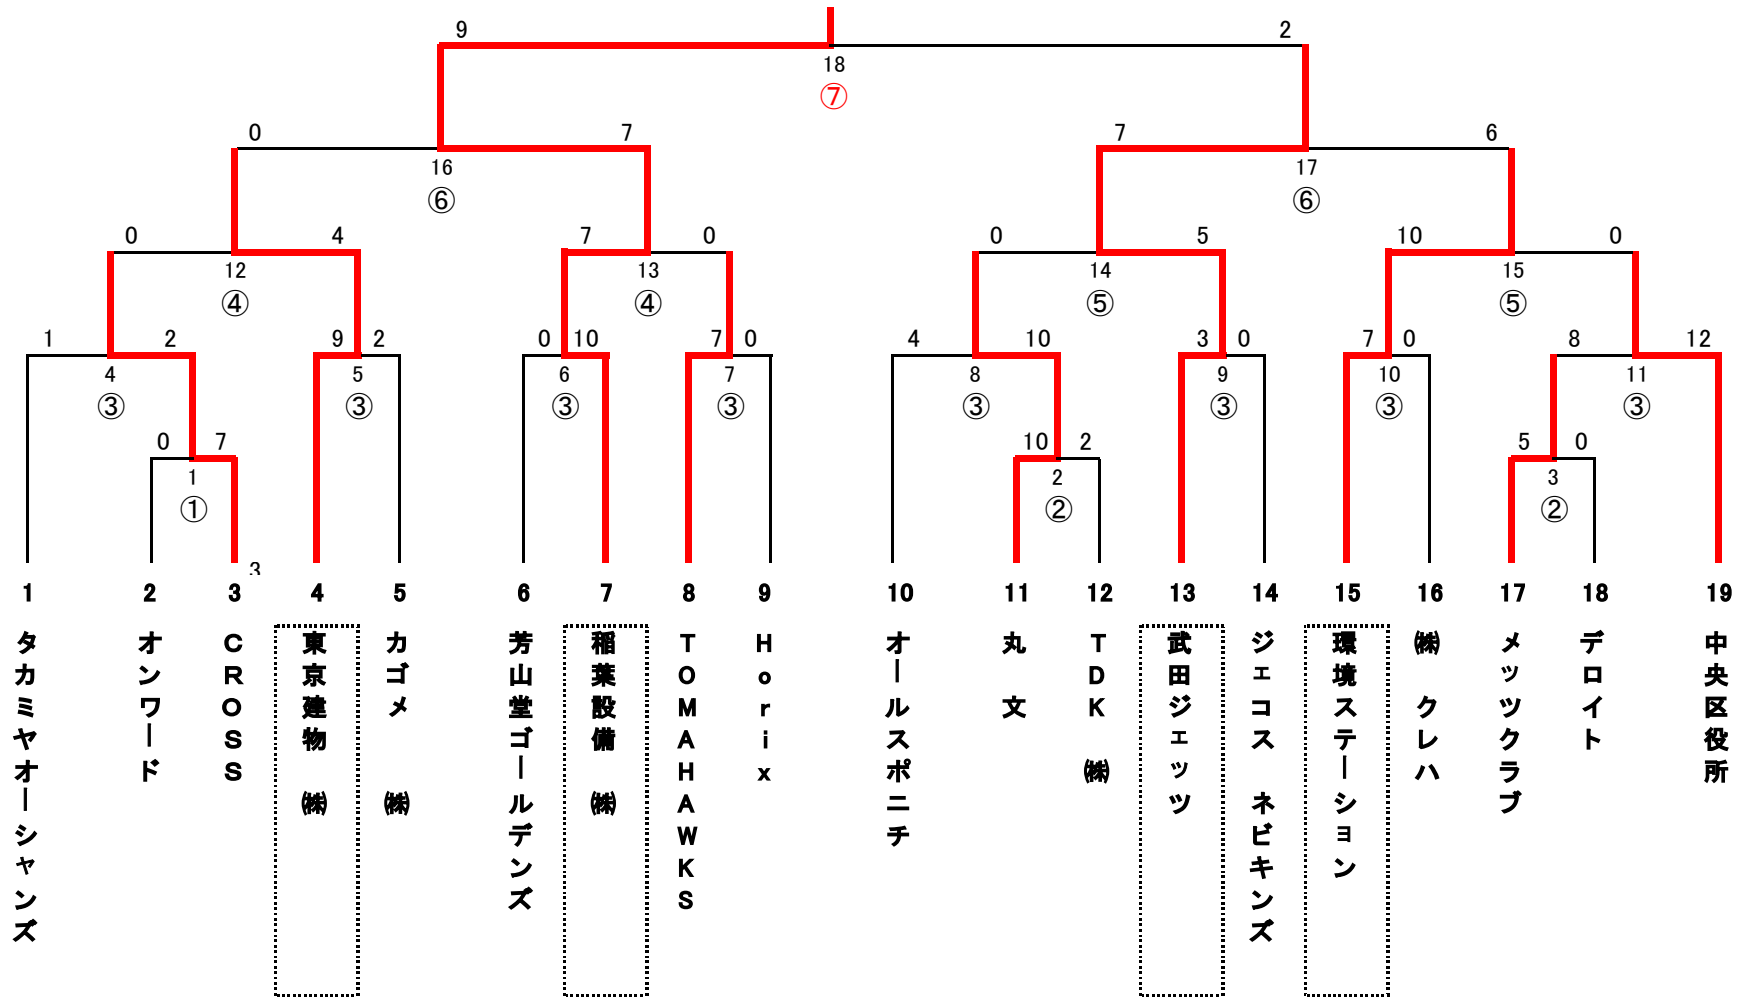 9 2
18
⑦
0 7 7 6
16 17
⑥ ⑥
0 4 7 0 0 5 10 0
12 13 14 15
④ ④ ⑤ ⑤
1 2 9 2 0 10 7 0 4 10 3 0 7 0 8 12
4 5 6 7 8 9 10 11
③ ③ ③ ③ ③ ③ ③ ③
0 7 10 2 5 0
1 2 3
① ② ②
3
1 2 3 4 5 6 7 8 9 10 11 12 13 14 15 16 17 18 19
タカミヤオーシャンズ
オンワード
CROSS
東京建物 ㈱
カゴメ ㈱
芳山堂ゴールデンズ
稲葉設備 ㈱
TOMAHAWKS
Horix
オールスポニチ
丸 文
TDK ㈱
武田ジェッツ
ジェコス ネビキンズ
環境ステーション
㈱ クレハ
メッツクラブ
デロイト
中央区役所